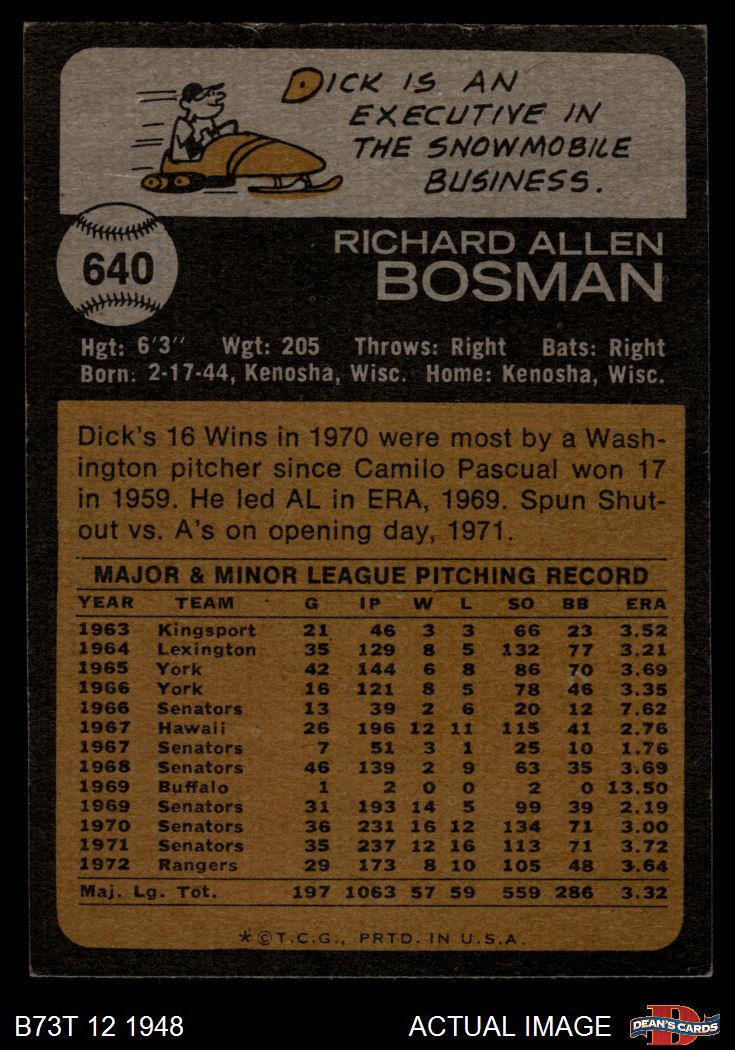 DICK IS AN
EXECUTIVE IN
THE SNOWMOBILE
BUSINESS.
640
RICHARD ALLEN
BOSMAN
Hgt: 6'3" Wgt: 205 Throws: Right Bats: Right
Born: 2-17-44, Kenosha, Wisc. Home: Kenosha, Wisc.
Dick's 16 Wins in 1970 were most by a Wash-
ington pitcher since Camilo Pascual won 17
in 1959. He led AL in ERA, 1969. Spun Shut-
out vs. A's on opening day, 1971.
MAJOR & MINOR LEAGUE PITCHING RECORD
YEAR TEAM G IP W L SO BB ERA
1963 Kingsport 21 46 3 3 66 23 3.52
1964 Lexington 35 129 8 5 132 77 3.21
1965 York 42 144 6 8 86 70 3.69
1966 York 16 121 8 5 78 46 3.35
1966 Senators 13 39 2 6 20 12 7.62
1967 Hawaii 26 196 12 11 115 41 2.76
1967 Senators 7 51 3 1 25 10 1.76
1968 Senators 46 139 2 9 63 35 3.69
1969 Buffalo 1 2 0 0 2 0 13.50
1969 Senators 31 193 14 5 99 39 2.19
1970 Senators 36 231 16 12 134 71 3.00
1971 Senators 35 237 12 16 113 71 3.72
1972 Rangers 29 173 8 10 105 48 3.64
Maj. Lg. Tot. 197 1063 57 59 559 286 3.32
*©T.C.G., PRTD. IN U.S.A.
B73T 12 1948 ACTUAL IMAGE D DEAN'S CARDS